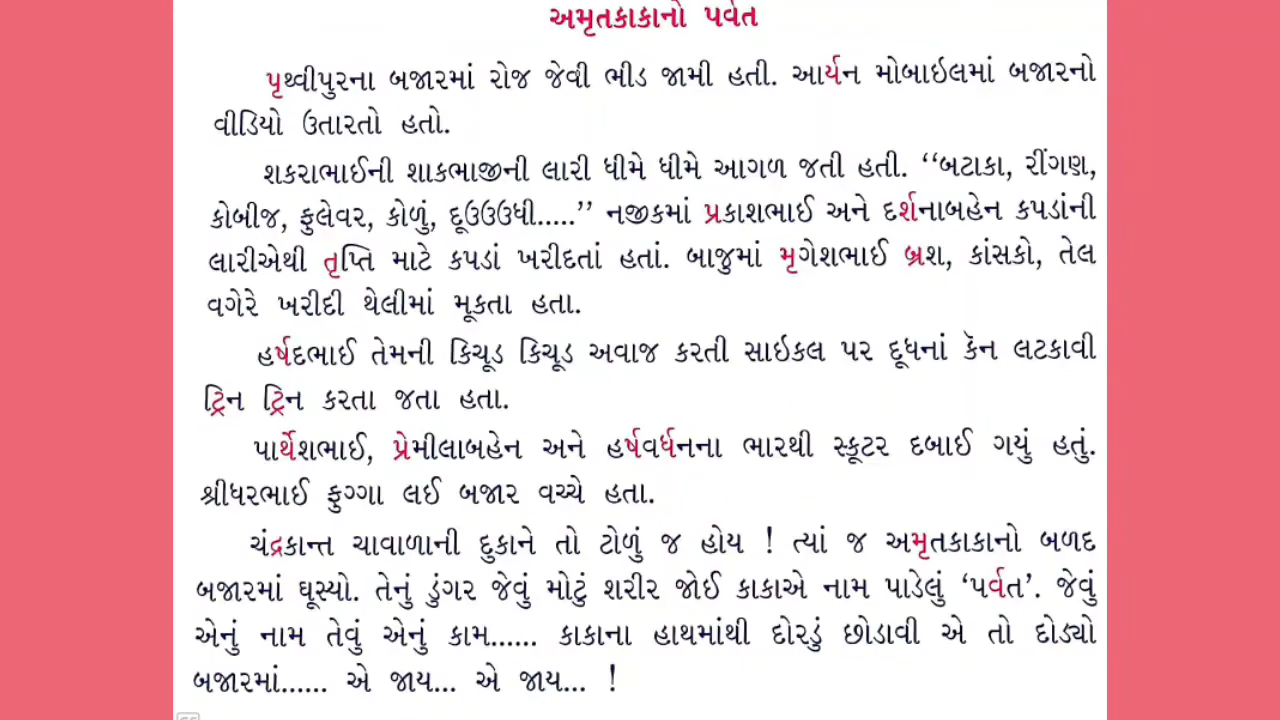 અમૃતકાકાનો પર્વત
પૃથ્વીપુરના બજારમાં રોજ જેવી ભીડ જામી હતી. આર્યન મોબાઇલમાં બજારનો
વીડિયો ઉતારતો હતો.
શકરાભાઈની શાકભાજીની લારી ધીમે ધીમે આગળ જતી હતી. “બટાકા, રીંગણ,
કોબીજ, ફુલેવર, કોળું, દૂઉઉઉધી.....” નજીકમાં પ્રકાશભાઈ અને દર્શનાબહેન કપડાંની
લારીએથી તૃપ્તિ માટે કપડાં ખરીદતાં હતાં. બાજુમાં મૃગેશભાઈ બ્રશ, કાંસકો, તેલ
વગેરે ખરીદી થેલીમાં મૂકતા હતા.
હર્ષદભાઈ તેમની કિચૂડ કિચૂડ અવાજ કરતી સાઇકલ પર દૂધનાં કૅન લટકાવી
ટ્રિન ટ્રિન કરતા જતા હતા.
પાર્થેશભાઈ, પ્રેમીલાબહેન અને હર્ષવર્ધનના ભારથી સ્કૂટર દબાઈ ગયું હતું.
શ્રીધરભાઈ ફુગ્ગા લઈ બજાર વચ્ચે હતા.
ચંદ્રકાન્ત ચાવાળાની દુકાને તો ટોળું જ હોય ! ત્યાં જ અમૃતકાકાનો બળદ
બજારમાં ઘૂસ્યો. તેનું ડુંગર જેવું મોટું શરીર જોઈ કાકાએ નામ પાડેલું ‘પર્વત’. જેવું
એનું નામ તેવું એનું કામ...... કાકાના હાથમાંથી દોરડું છોડાવી એ તો દોડ્યો
બજારમાં...... એ જાય... એ જાય... !